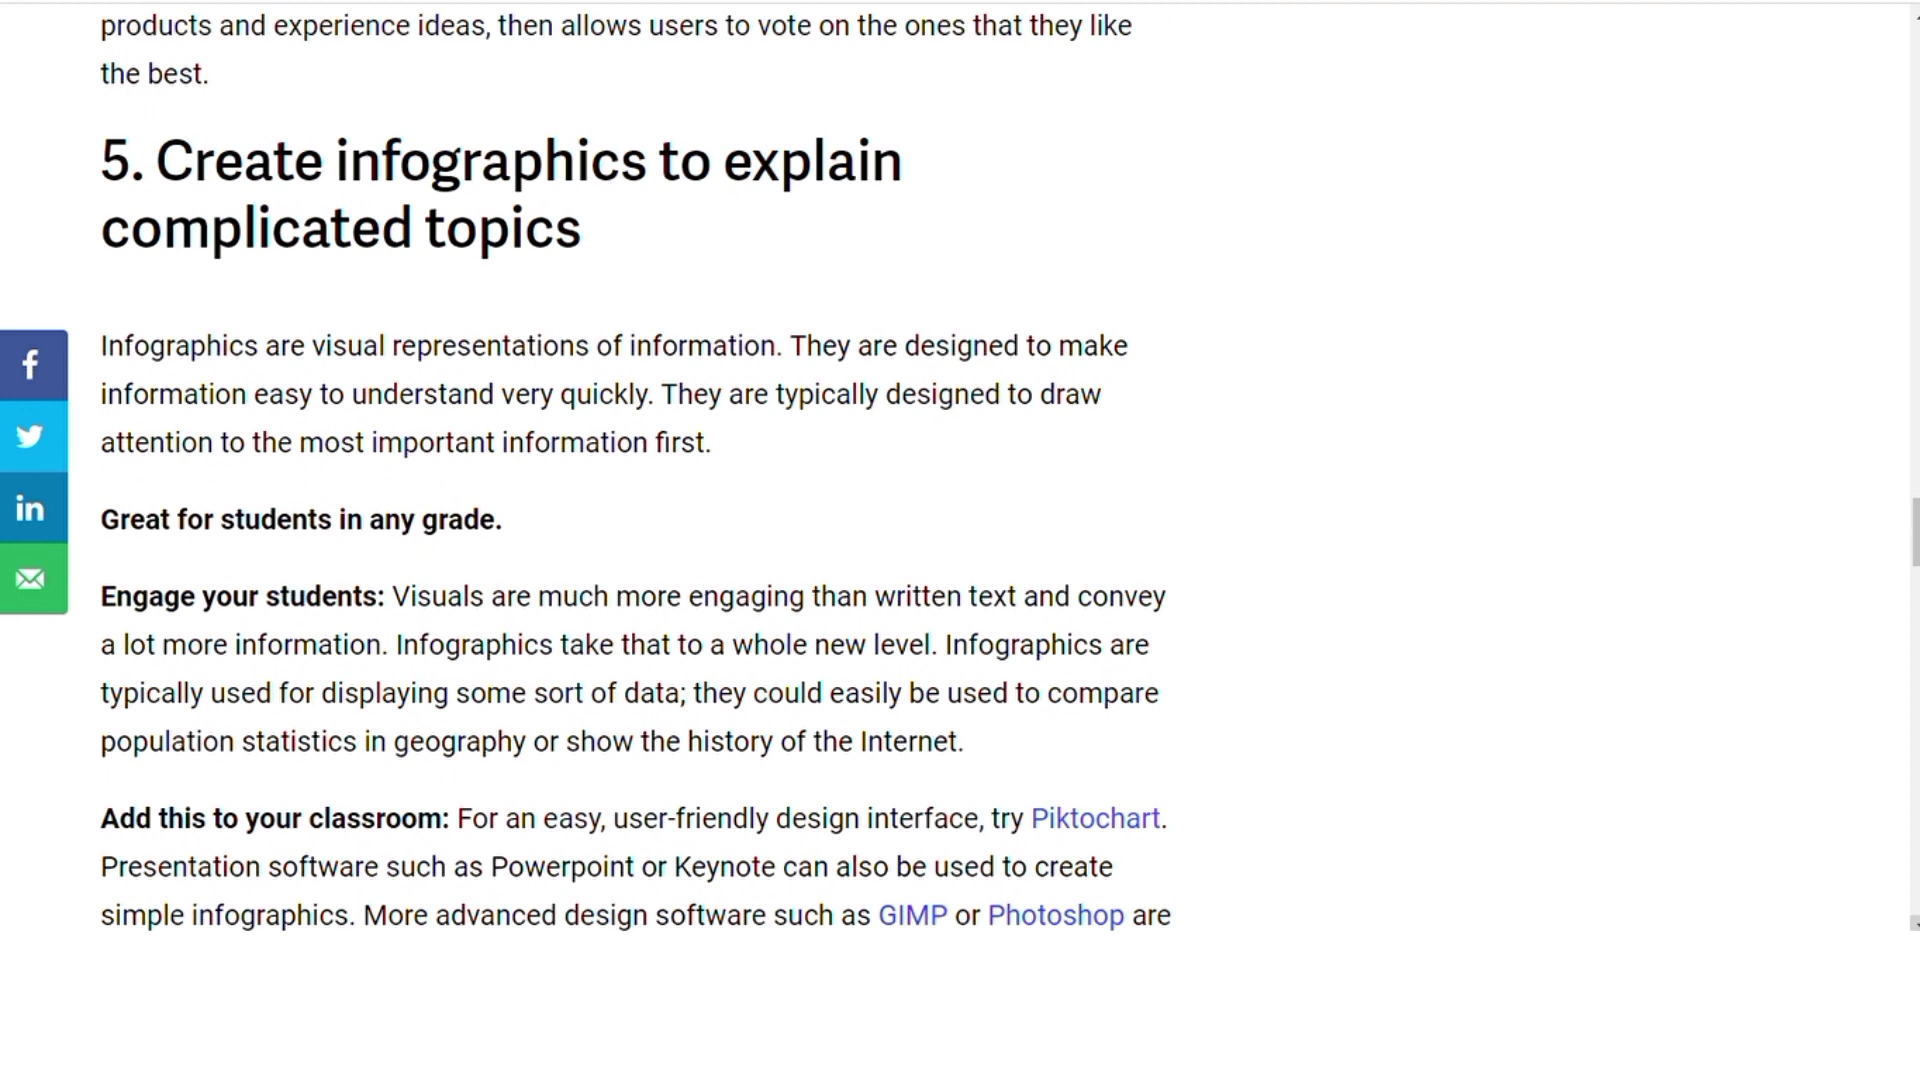 products and experience ideas, then allows users to vote on the ones that they like
the best.
5. Create infographics to explain
complicated topics
Infographics are visual representations of information. They are designed to make
information easy to understand very quickly. They are typically designed to draw
attention to the most important information first.
Great for students in any grade.
Engage your students: Visuals are much more engaging than written text and convey
a lot more information. Infographics take that to a whole new level. Infographics are
typically used for displaying some sort of data; they could easily be used to compare
population statistics in geography or show the history of the Internet.
Add this to your classroom: For an easy, user-friendly design interface, try Piktochart.
Presentation software such as Powerpoint or Keynote can also be used to create
simple infographics. More advanced design software such as GIMP or Photoshop are